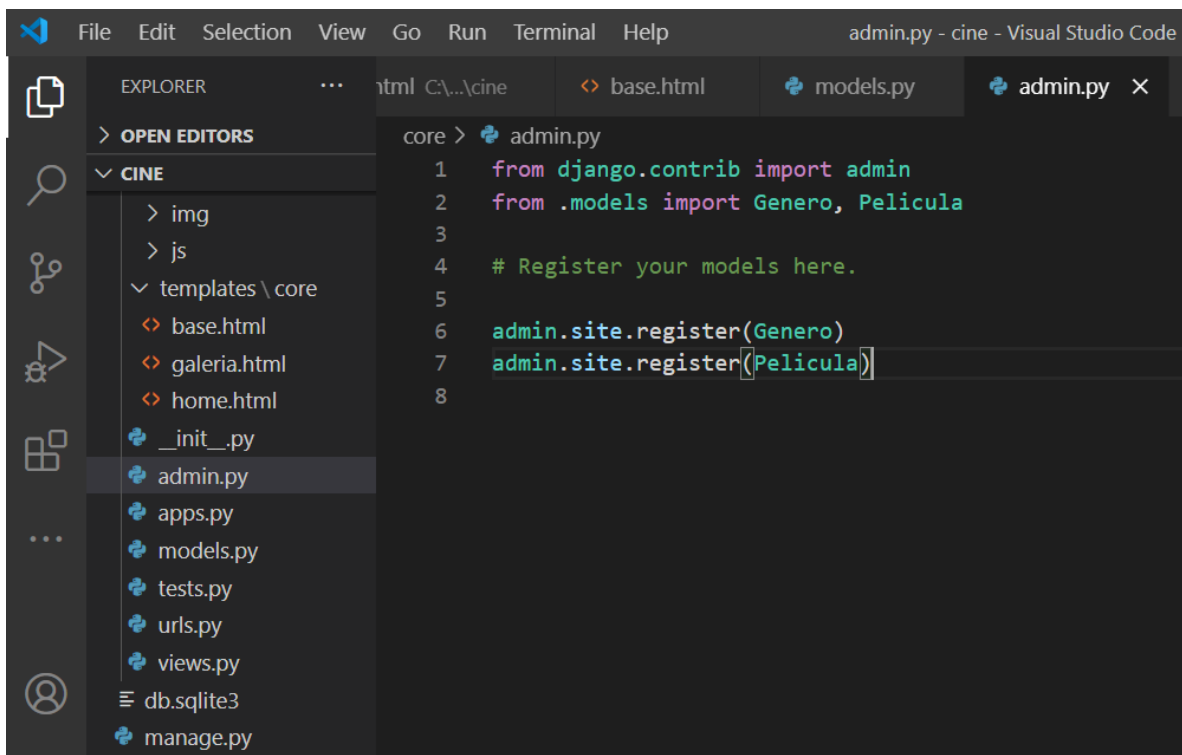 File Edit Selection View Go Run Terminal Help admin.py - cine - Visual Studio Code
EXPLORER ···
html C:\...\cine <> base.html models.py admin.py ×
> OPEN EDITORS
CINE
> img
> js
templates \ core
<> base.html
<> galeria.html
<> home.html
__init__.py
admin.py
apps.py
models.py
tests.py
urls.py
views.py
db.sqlite3
manage.py
core > admin.py
1 from django.contrib import admin
2 from .models import Genero, Pelicula
3
4 # Register your models here.
5
6 admin.site.register(Genero)
7 admin.site.register(Pelicula)
8